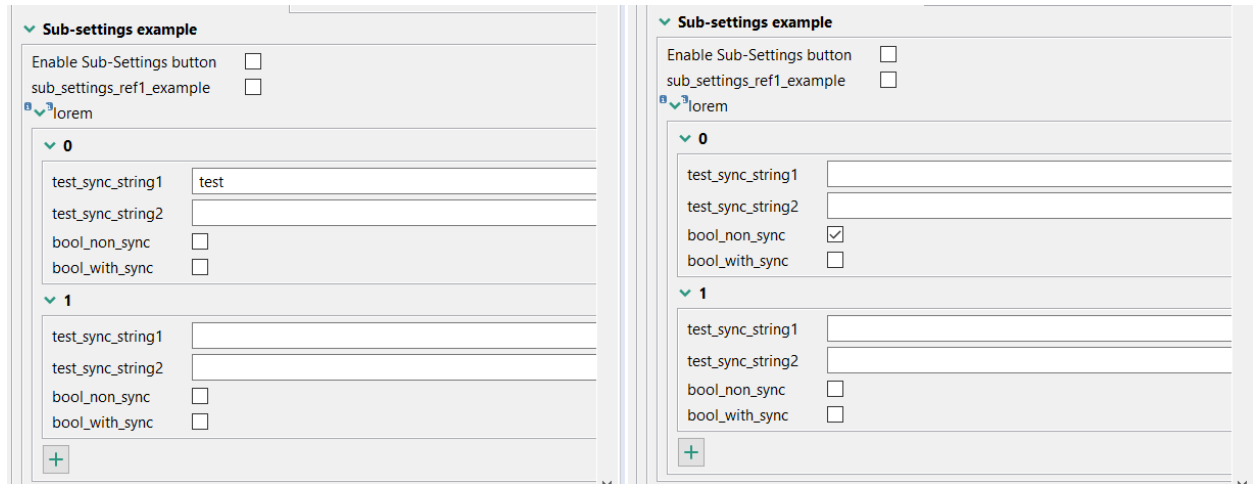 Sub-settings example
Enable Sub-Settings button
sub_settings_ref1_example
lorem
0
test_sync_string1 test
test_sync_string2
bool_non_sync
bool_with_sync
1
test_sync_string1
test_sync_string2
bool_non_sync
bool_with_sync
+
Sub-settings example
Enable Sub-Settings button
sub_settings_ref1_example
lorem
0
test_sync_string1
test_sync_string2
bool_non_sync
bool_with_sync
1
test_sync_string1
test_sync_string2
bool_non_sync
bool_with_sync
+